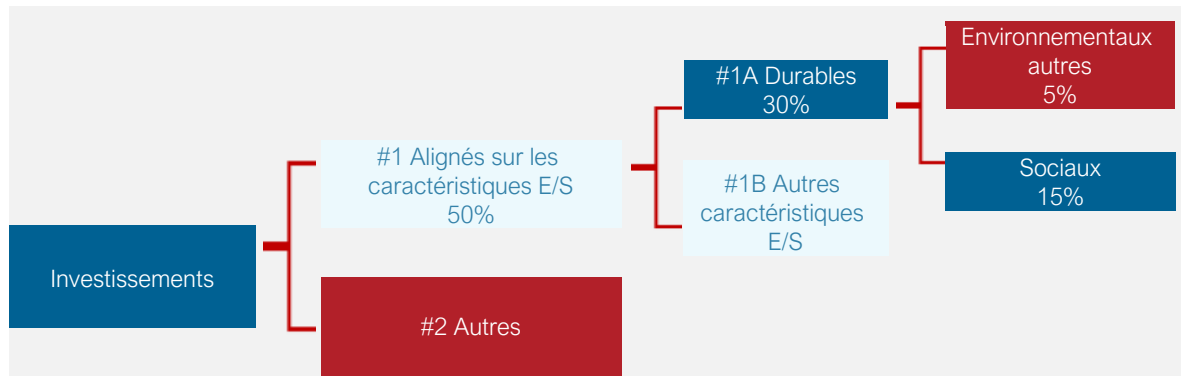 Investissements
#1 Alignés sur les
caractéristiques E/S
50%
#2 Autres
#1A Durables
30%
#1B Autres
caractéristiques
E/S
Environnementaux
autres
5%
Sociaux
15%